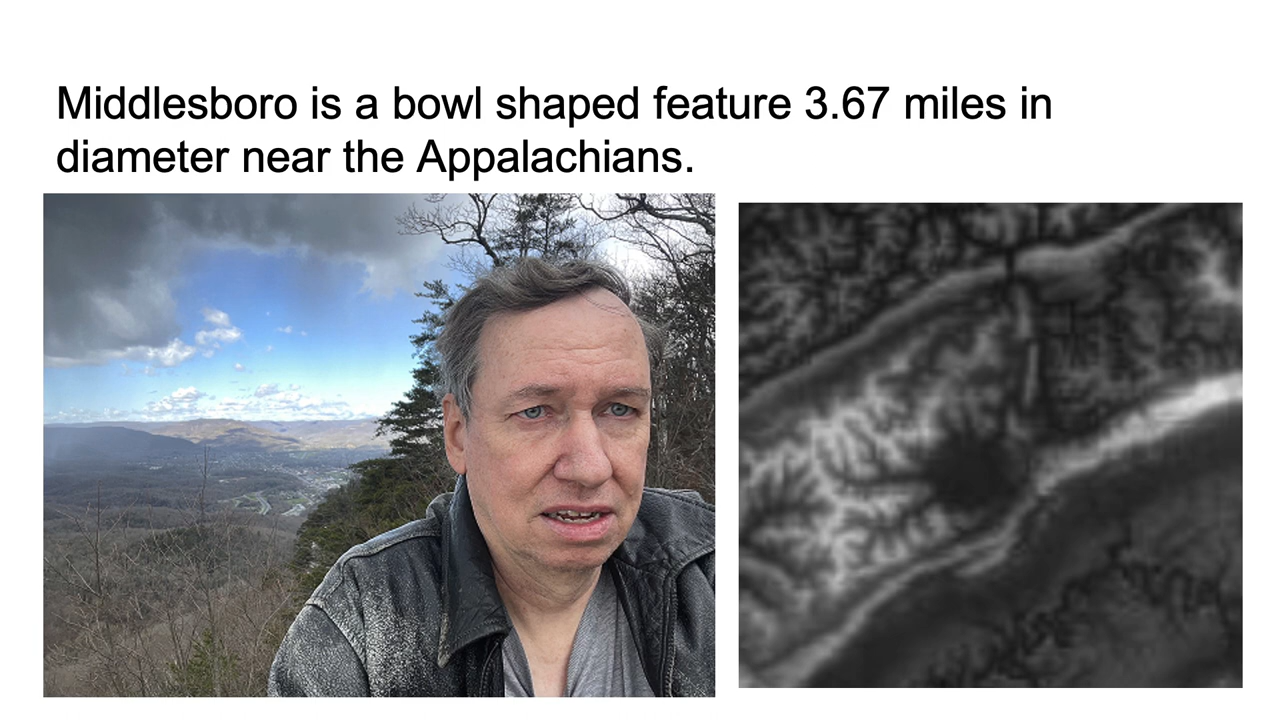 Middlesboro is a bowl shaped feature 3.67 miles in
diameter near the Appalachians.